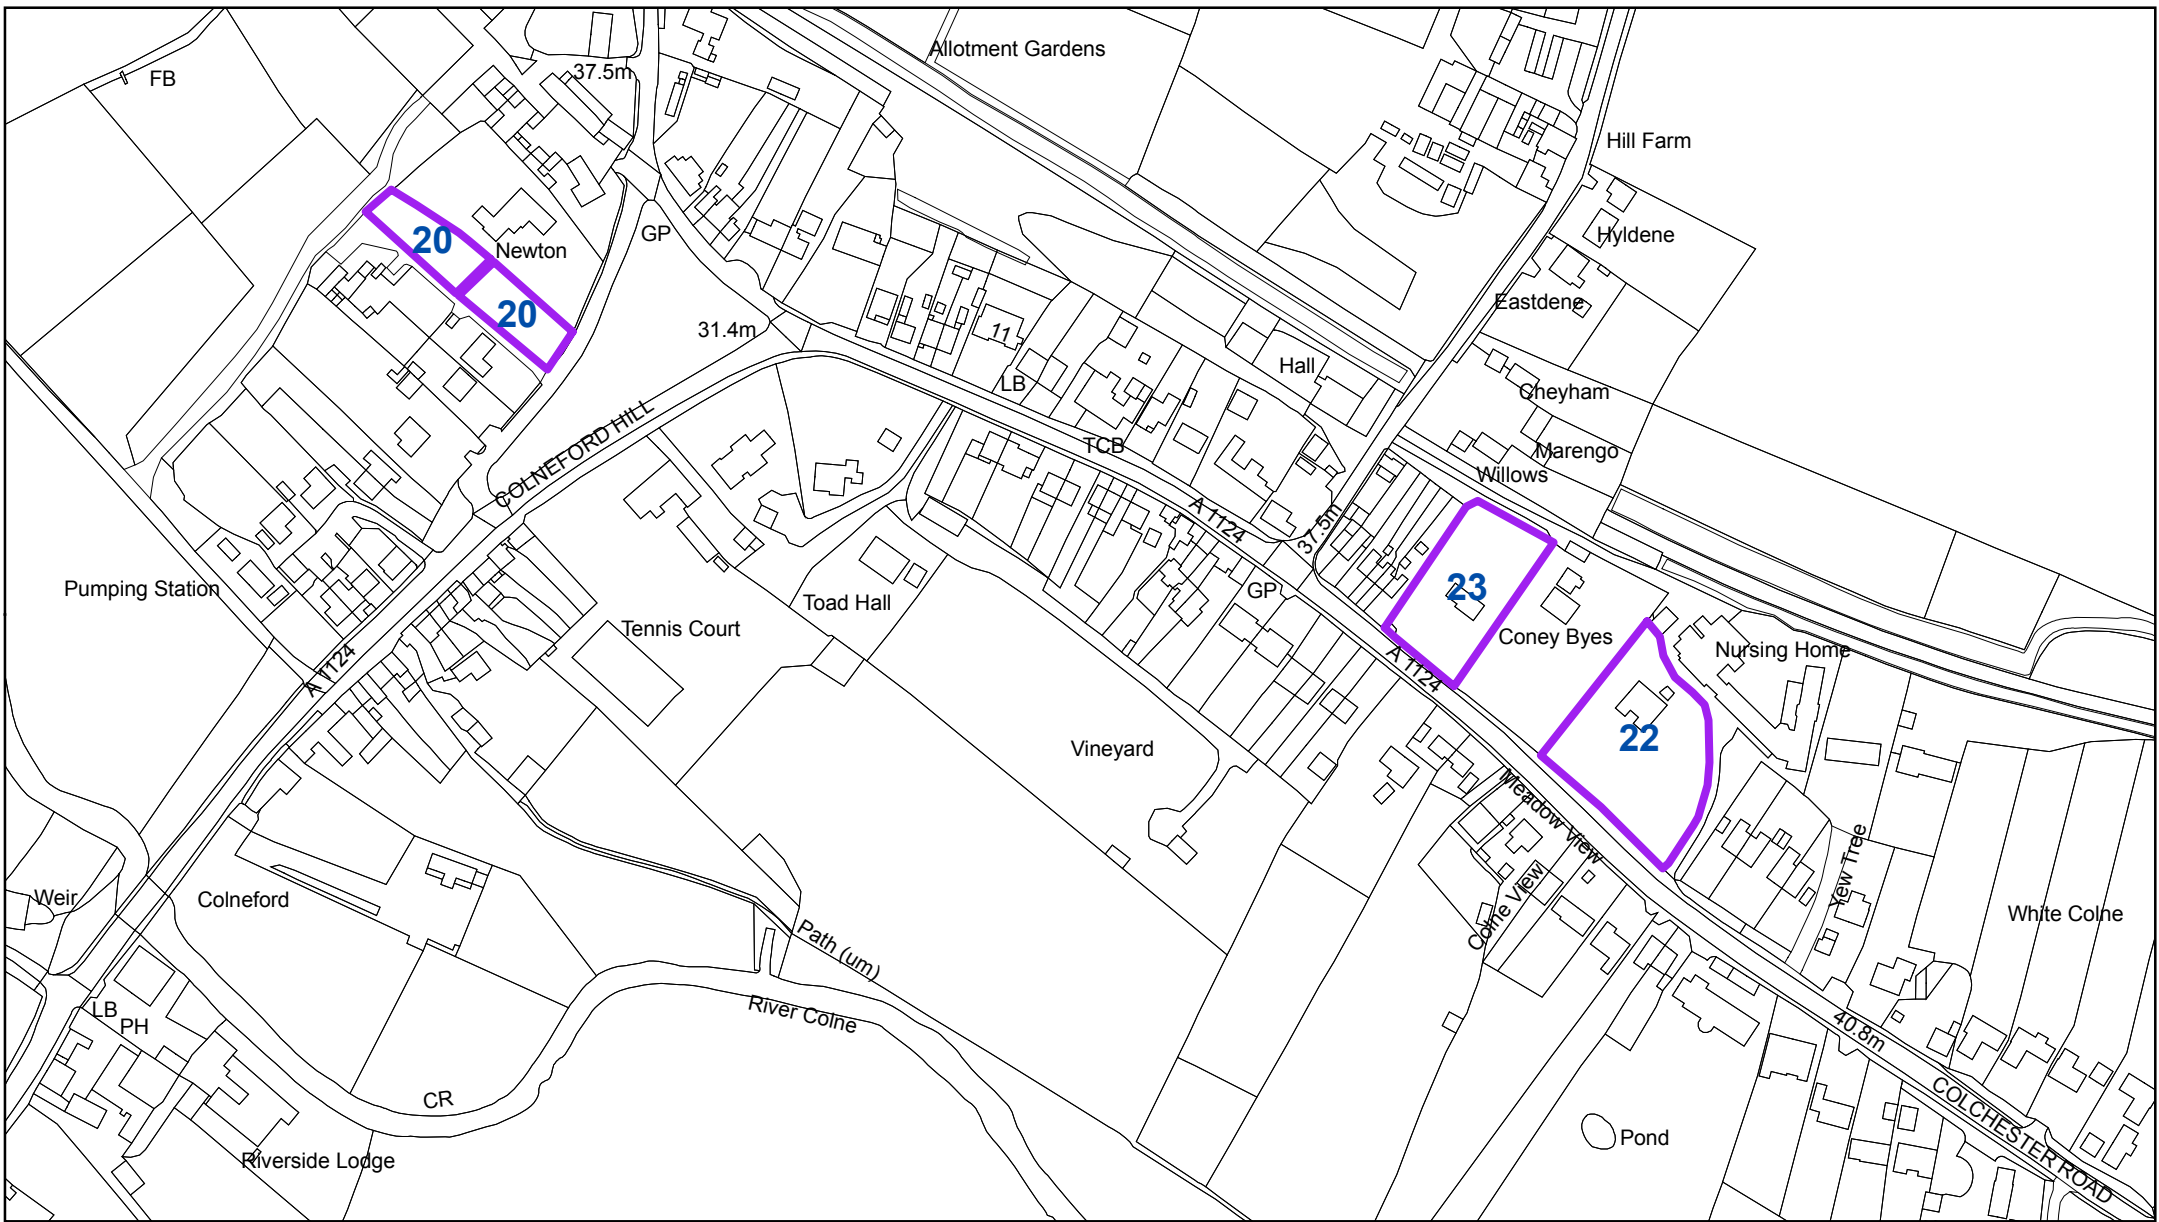 Allotment Gardens
FB
37.5m
Hill Farm
GP
Hyldene
20
Newton
Eastdene
20
31.4m
11
Hall
LB
Cheyham
COLNEFORD HILL
TCB
Marengo
Willows
A 1124
37.5m
Pumping Station
23
GP
Toad Hall
Tennis Court
Coney Byes
Nursing Home
A 1124
A 1124
22
Vineyard
Meadow View
Yew Tree
Weir
Colneford
Colne View
White Colne
Path (um)
LB
PH
River Colne
40.8m
CR
COLCHESTER ROAD
Pond
Riverside Lodge